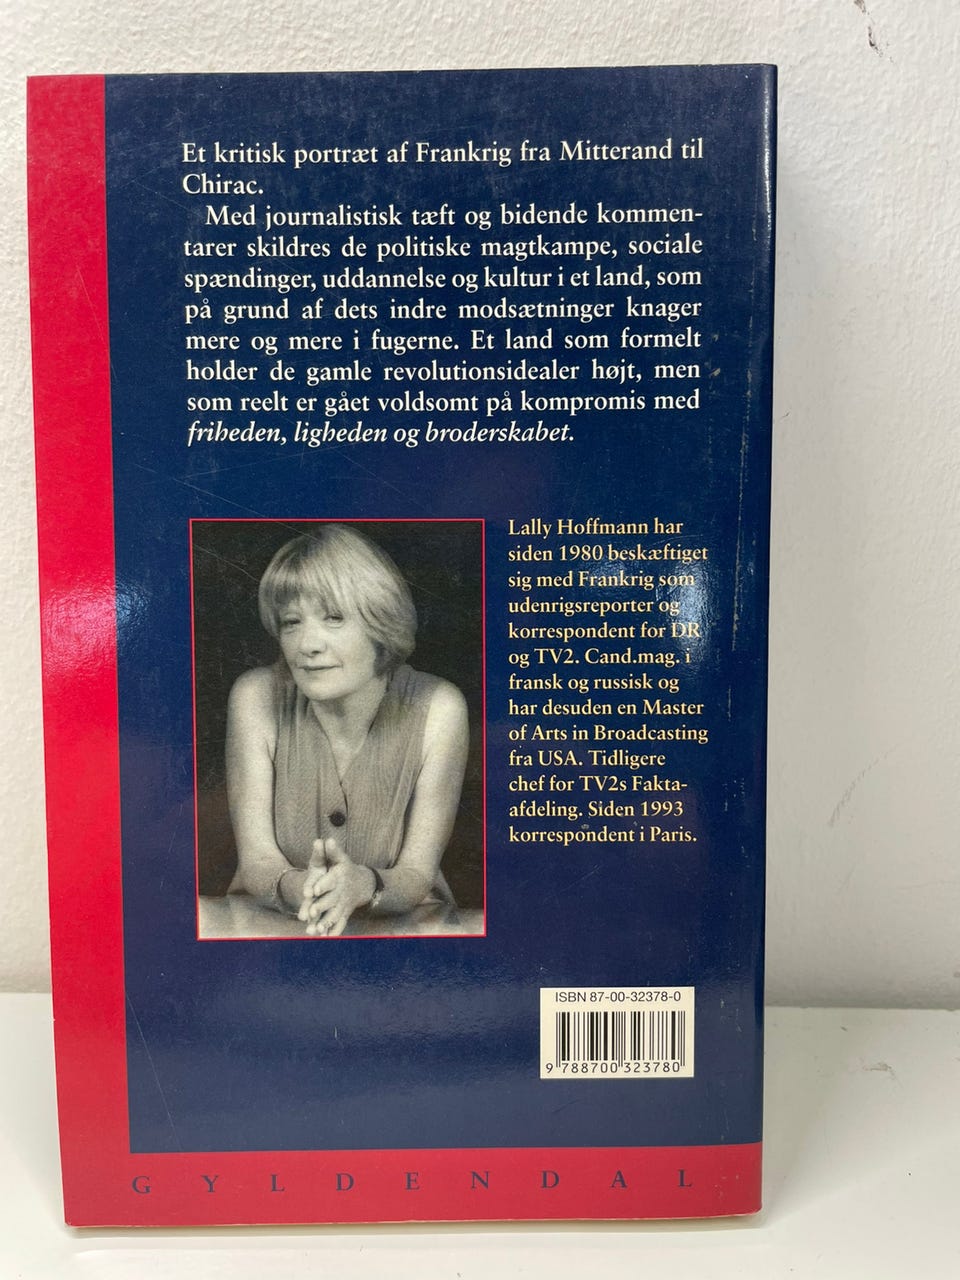 Et kritisk portræt af Frankrig fra Mitterand til
Chirac.
Med journalistisk tæft og bidende kommen-
tarer skildres de politiske magtkampe, sociale
spændinger, uddannelse og kultur i et land, som
på grund af dets indre modsætninger knager
mere og mere i fugerne. Et land som formelt
holder de gamle revolutionsidealer højt, men
som reelt er gået voldsomt på kompromis med
friheden, ligheden og broderskabet.
Lally Hoffmann har
siden 1980 beskæftiget
sig med Frankrig som
udenrigsreporter og
korrespondent for DR
og TV2. Cand.mag. i
fransk og russisk og
har desuden en Master
of Arts in Broadcasting
fra USA. Tidligere
chef for TV2s Fakta-
afdeling. Siden 1993
korrespondent i Paris.
ISBN 87-00-32378-0
9 788700 323780
GYLDENDAL